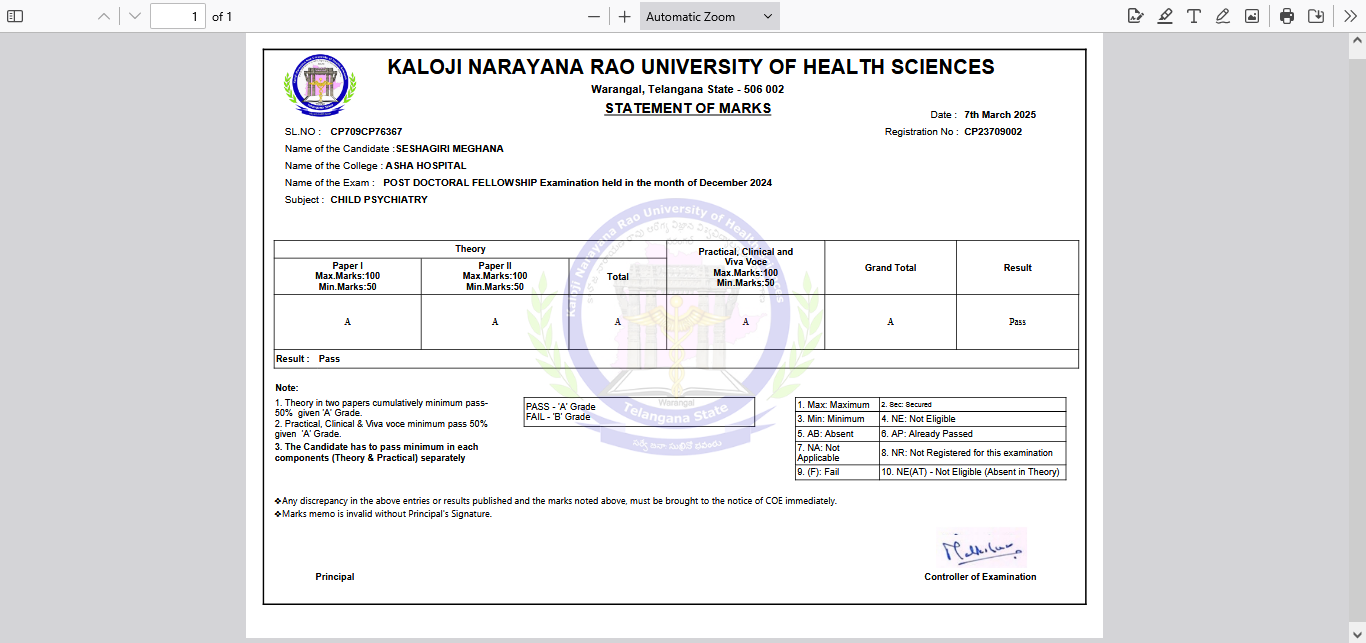 1 of 1
Automatic Zoom
KALOJI NARAYANA RAO UNIVERSITY OF HEALTH SCIENCES
Warangal, Telangana State - 506 002
STATEMENT OF MARKS
Date : 7th March 2025
SL.NO : CP709CP76367
Registration No : CP23709002
Name of the Candidate :SESHAGIRI MEGHANA
Name of the College : ASHA HOSPITAL
Name of the Exam : POST DOCTORAL FELLOWSHIP Examination held in the month of December 2024
Subject : CHILD PSYCHIATRY
Kaloji Narayana Rao University of Health Sciences
Theory
Paper I
Max.Marks:100
Min.Marks:50
Paper II
Max.Marks:100
Min.Marks:50
Total
Practical, Clinical and
Viva Voce
Max.Marks:100
Min.Marks:50
Grand Total
Result
A A A A A Pass
Result : Pass
Warangal
Telangana State
Note:
1. Theory in two papers cumulatively minimum pass-
50% given 'A' Grade.
2. Practical, Clinical & Viva voce minimum pass 50%
given 'A' Grade.
3. The Candidate has to pass minimum in each
components (Theory & Practical) separately
PASS - 'A' Grade
FAIL - 'B' Grade
1. Max: Maximum 2. Sec: Secured
3. Min: Minimum 4. NE: Not Eligible
5. AB: Absent 6. AP: Already Passed
7. NA: Not
Applicable
8. NR: Not Registered for this examination
9. (F): Fail 10. NE(AT) - Not Eligible (Absent in Theory)
❖Any discrepancy in the above entries or results published and the marks noted above, must be brought to the notice of COE immediately.
❖Marks memo is invalid without Principal's Signature.
Principal
Controller of Examination